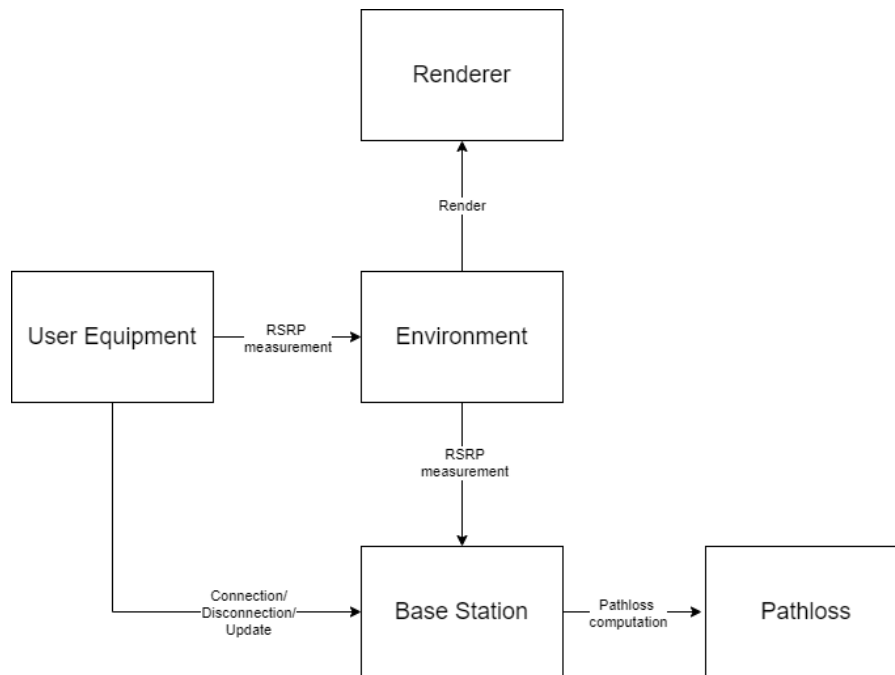 Renderer
Render
User Equipment
RSRP
measurement
Environment
RSRP
measurement
Connection/
Disconnection/
Update
Base Station
Pathloss
computation
Pathloss